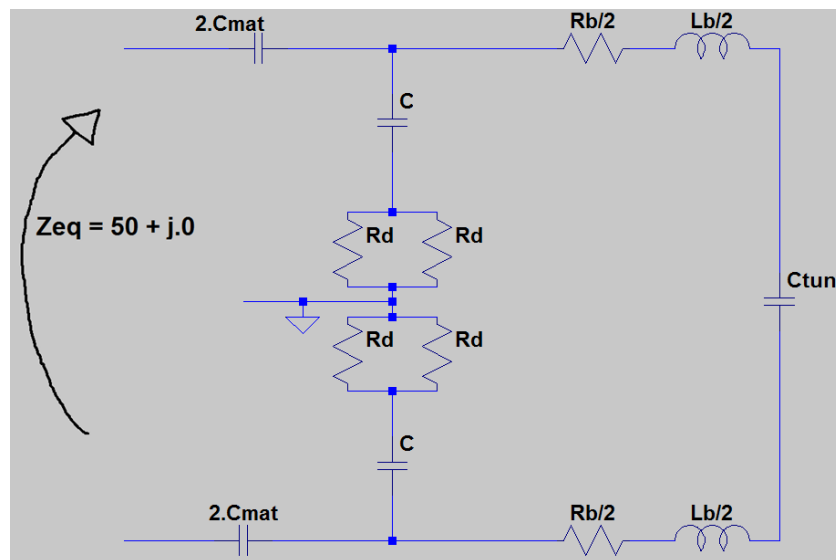 2.Cmat
Rb/2
Lb/2
C
Zeq = 50 + j.0
Rd
Rd
Ctun
Rd
Rd
C
2.Cmat
Rb/2
Lb/2